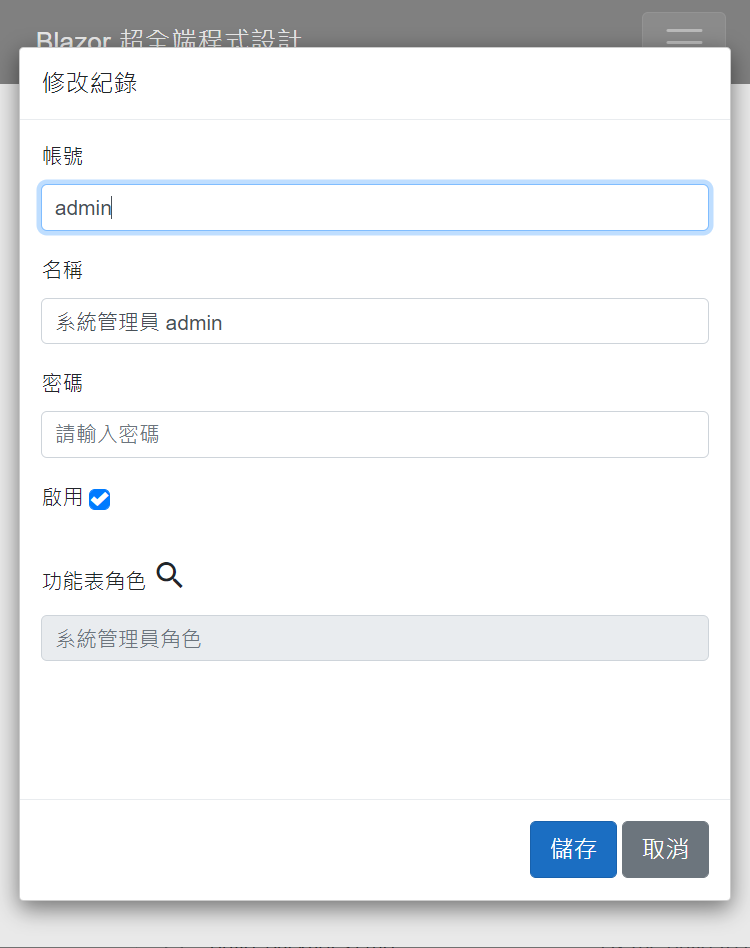 Blazor 超全端程式設計
修改紀錄
帳號
admin
名稱
系統管理員 admin
密碼
請輸入密碼
啟用
功能表角色
系統管理員角色
儲存 取消